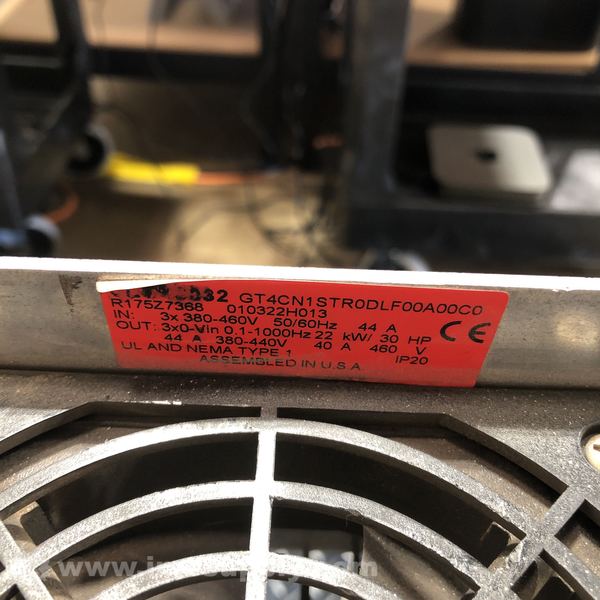 GT4CN1STR0DLF00A00C0
R175Z7368 010322H013
IN: 3x 380-460V 50/60Hz 44 A
OUT: 3x0-Vin 0.1-1000Hz 22 kW/ 30 HP
44 A 380-440V 40 A 460 V
UL AND NEMA TYPE 1 IP20
ASSEMBLED IN U.S.A
CE